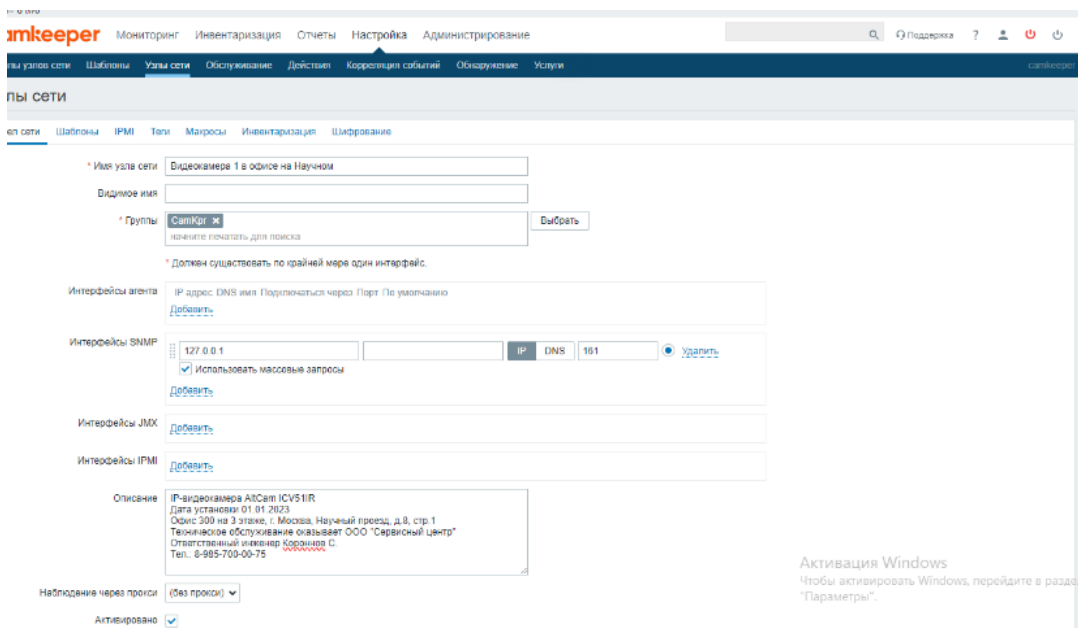 amkeeper Мониторинг Инвентаризация Отчеты Настройка Администрирование Поддержка ?
пы узлов сети Шаблоны Узлы сети Обслуживание Действия Корреляция событий Обнаружение Услуги camkeeper
лы сети
ел сети Шаблоны IPMI Теги Макросы Инвентаризация Шифрование
* Имя узла сети Видеокамера 1 в офисе на Научном
Видимое имя
* Группы CamKpr × Выбрать
начните печатать для поиска
* Должен существовать по крайней мере один интерфейс.
Интерфейсы агента IP адрес DNS имя Подключаться через Порт По умолчанию
Добавить
Интерфейсы SNMP 127.0.0.1 IP DNS 161 Удалить
Использовать массовые запросы
Добавить
Интерфейсы JMX Добавить
Интерфейсы IPMI Добавить
Описание IP-видеокамера AltCam ICV51IR
Дата установки 01.01.2023
Офис 300 на 3 этаже, г. Москва, Научный проезд, д.8, стр.1
Техническое обслуживание оказывает ООО "Сервисный центр"
Ответственный инженер С.
Тел.: 8-985-700-00-75
Активация Windows
Чтобы активировать Windows, перейдите в разде
"Параметры".
Наблюдение через прокси (без прокси)
Активировано